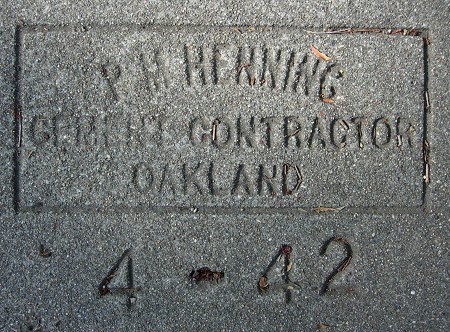 P.H HENNING
CEMENT CONTRACTOR
OAKLAND
4 - 42